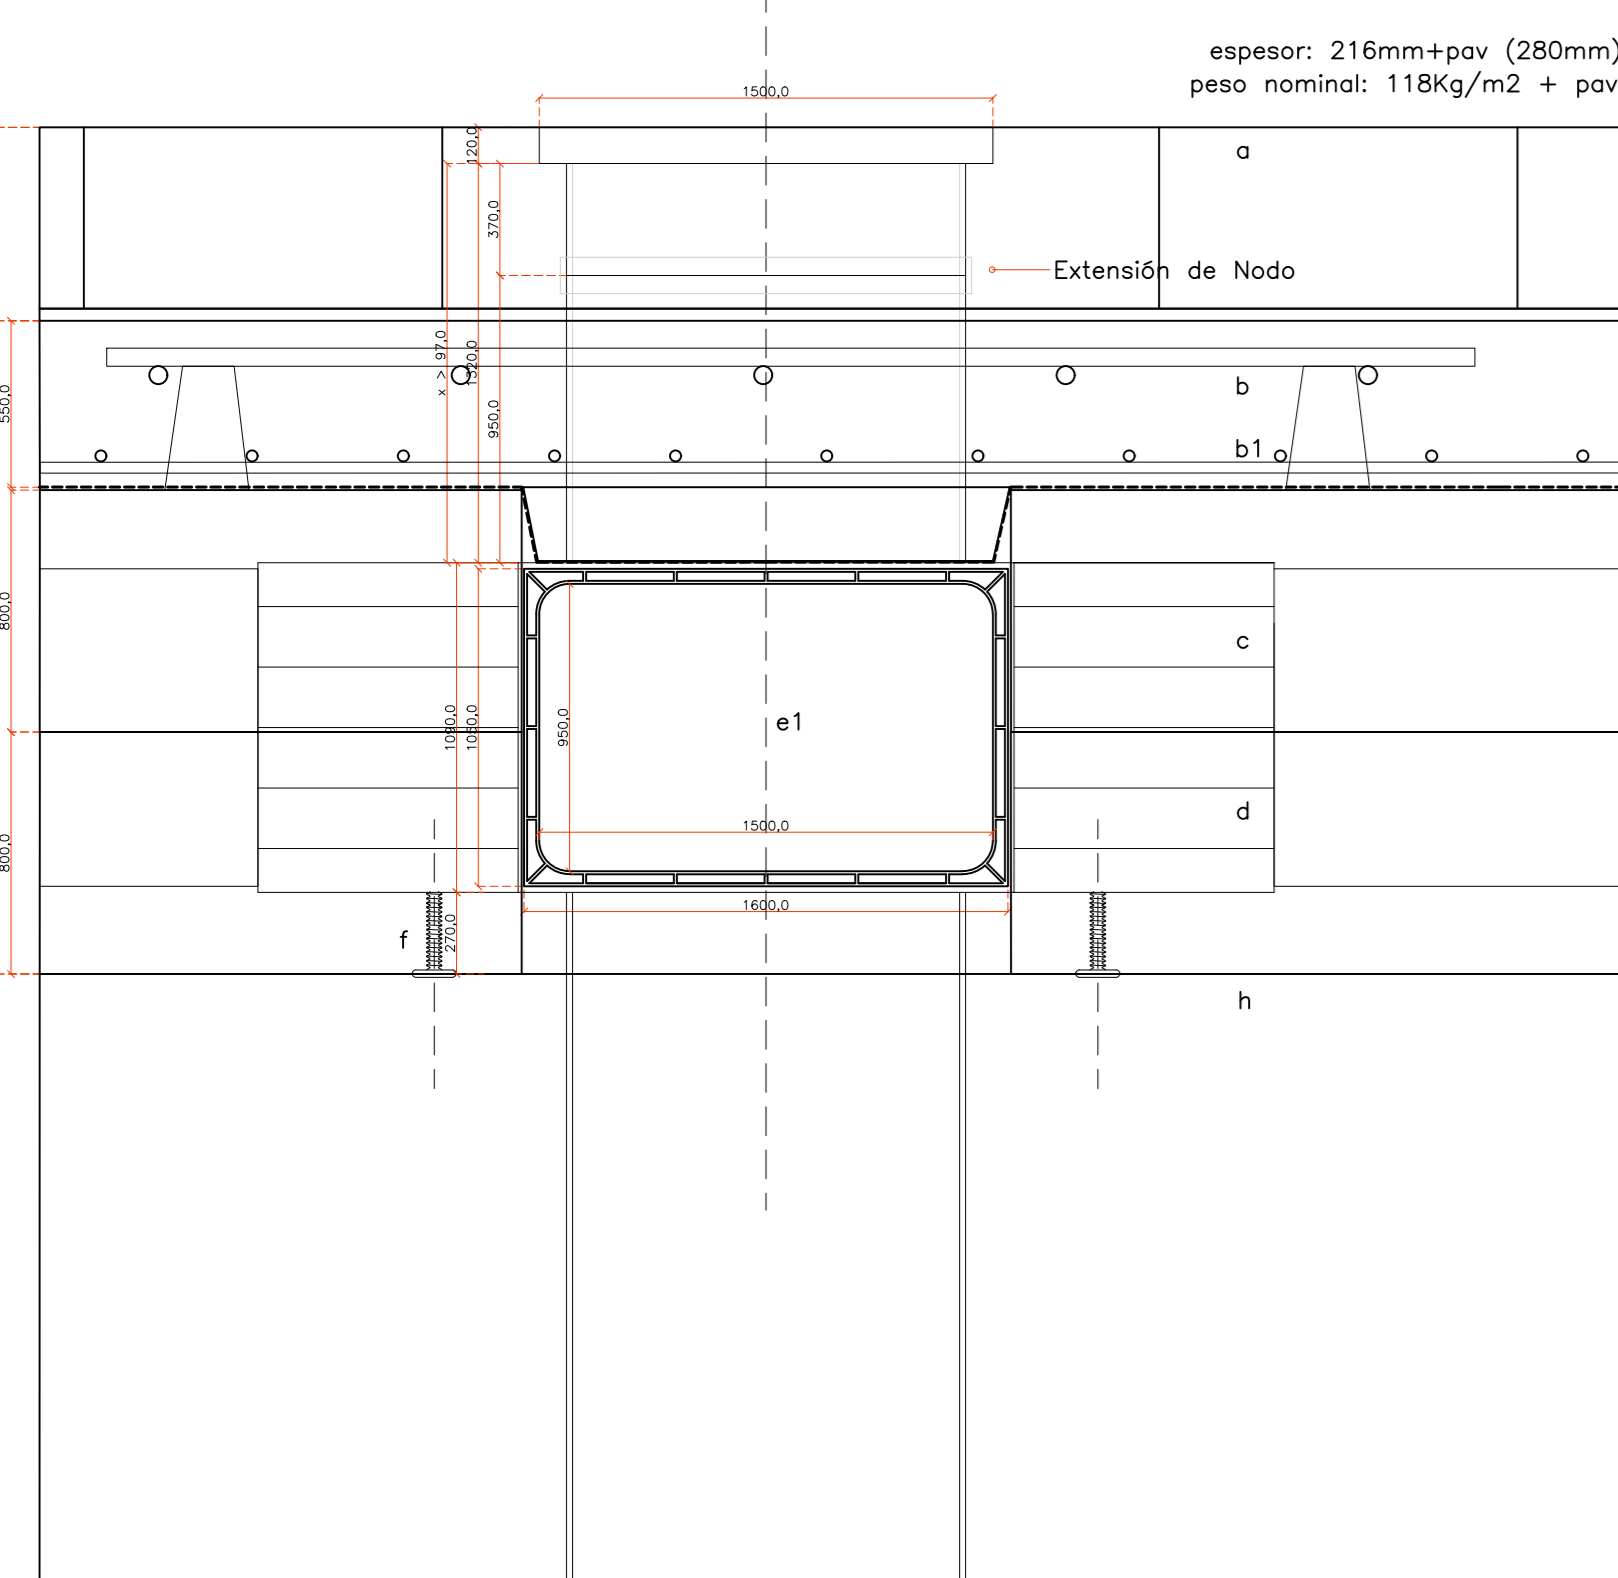 espesor: 216mm+pav (280mm)
peso nominal: 118Kg/m2 + pav
1500,0
120,0
a
370,0
Extensión de Nodo
x > 97,0
1320,0
550,0
b
950,0
b1
800,0
c
1090,0
1050,0
950,0
e1
d
1500,0
800,0
1600,0
f
270,0
h